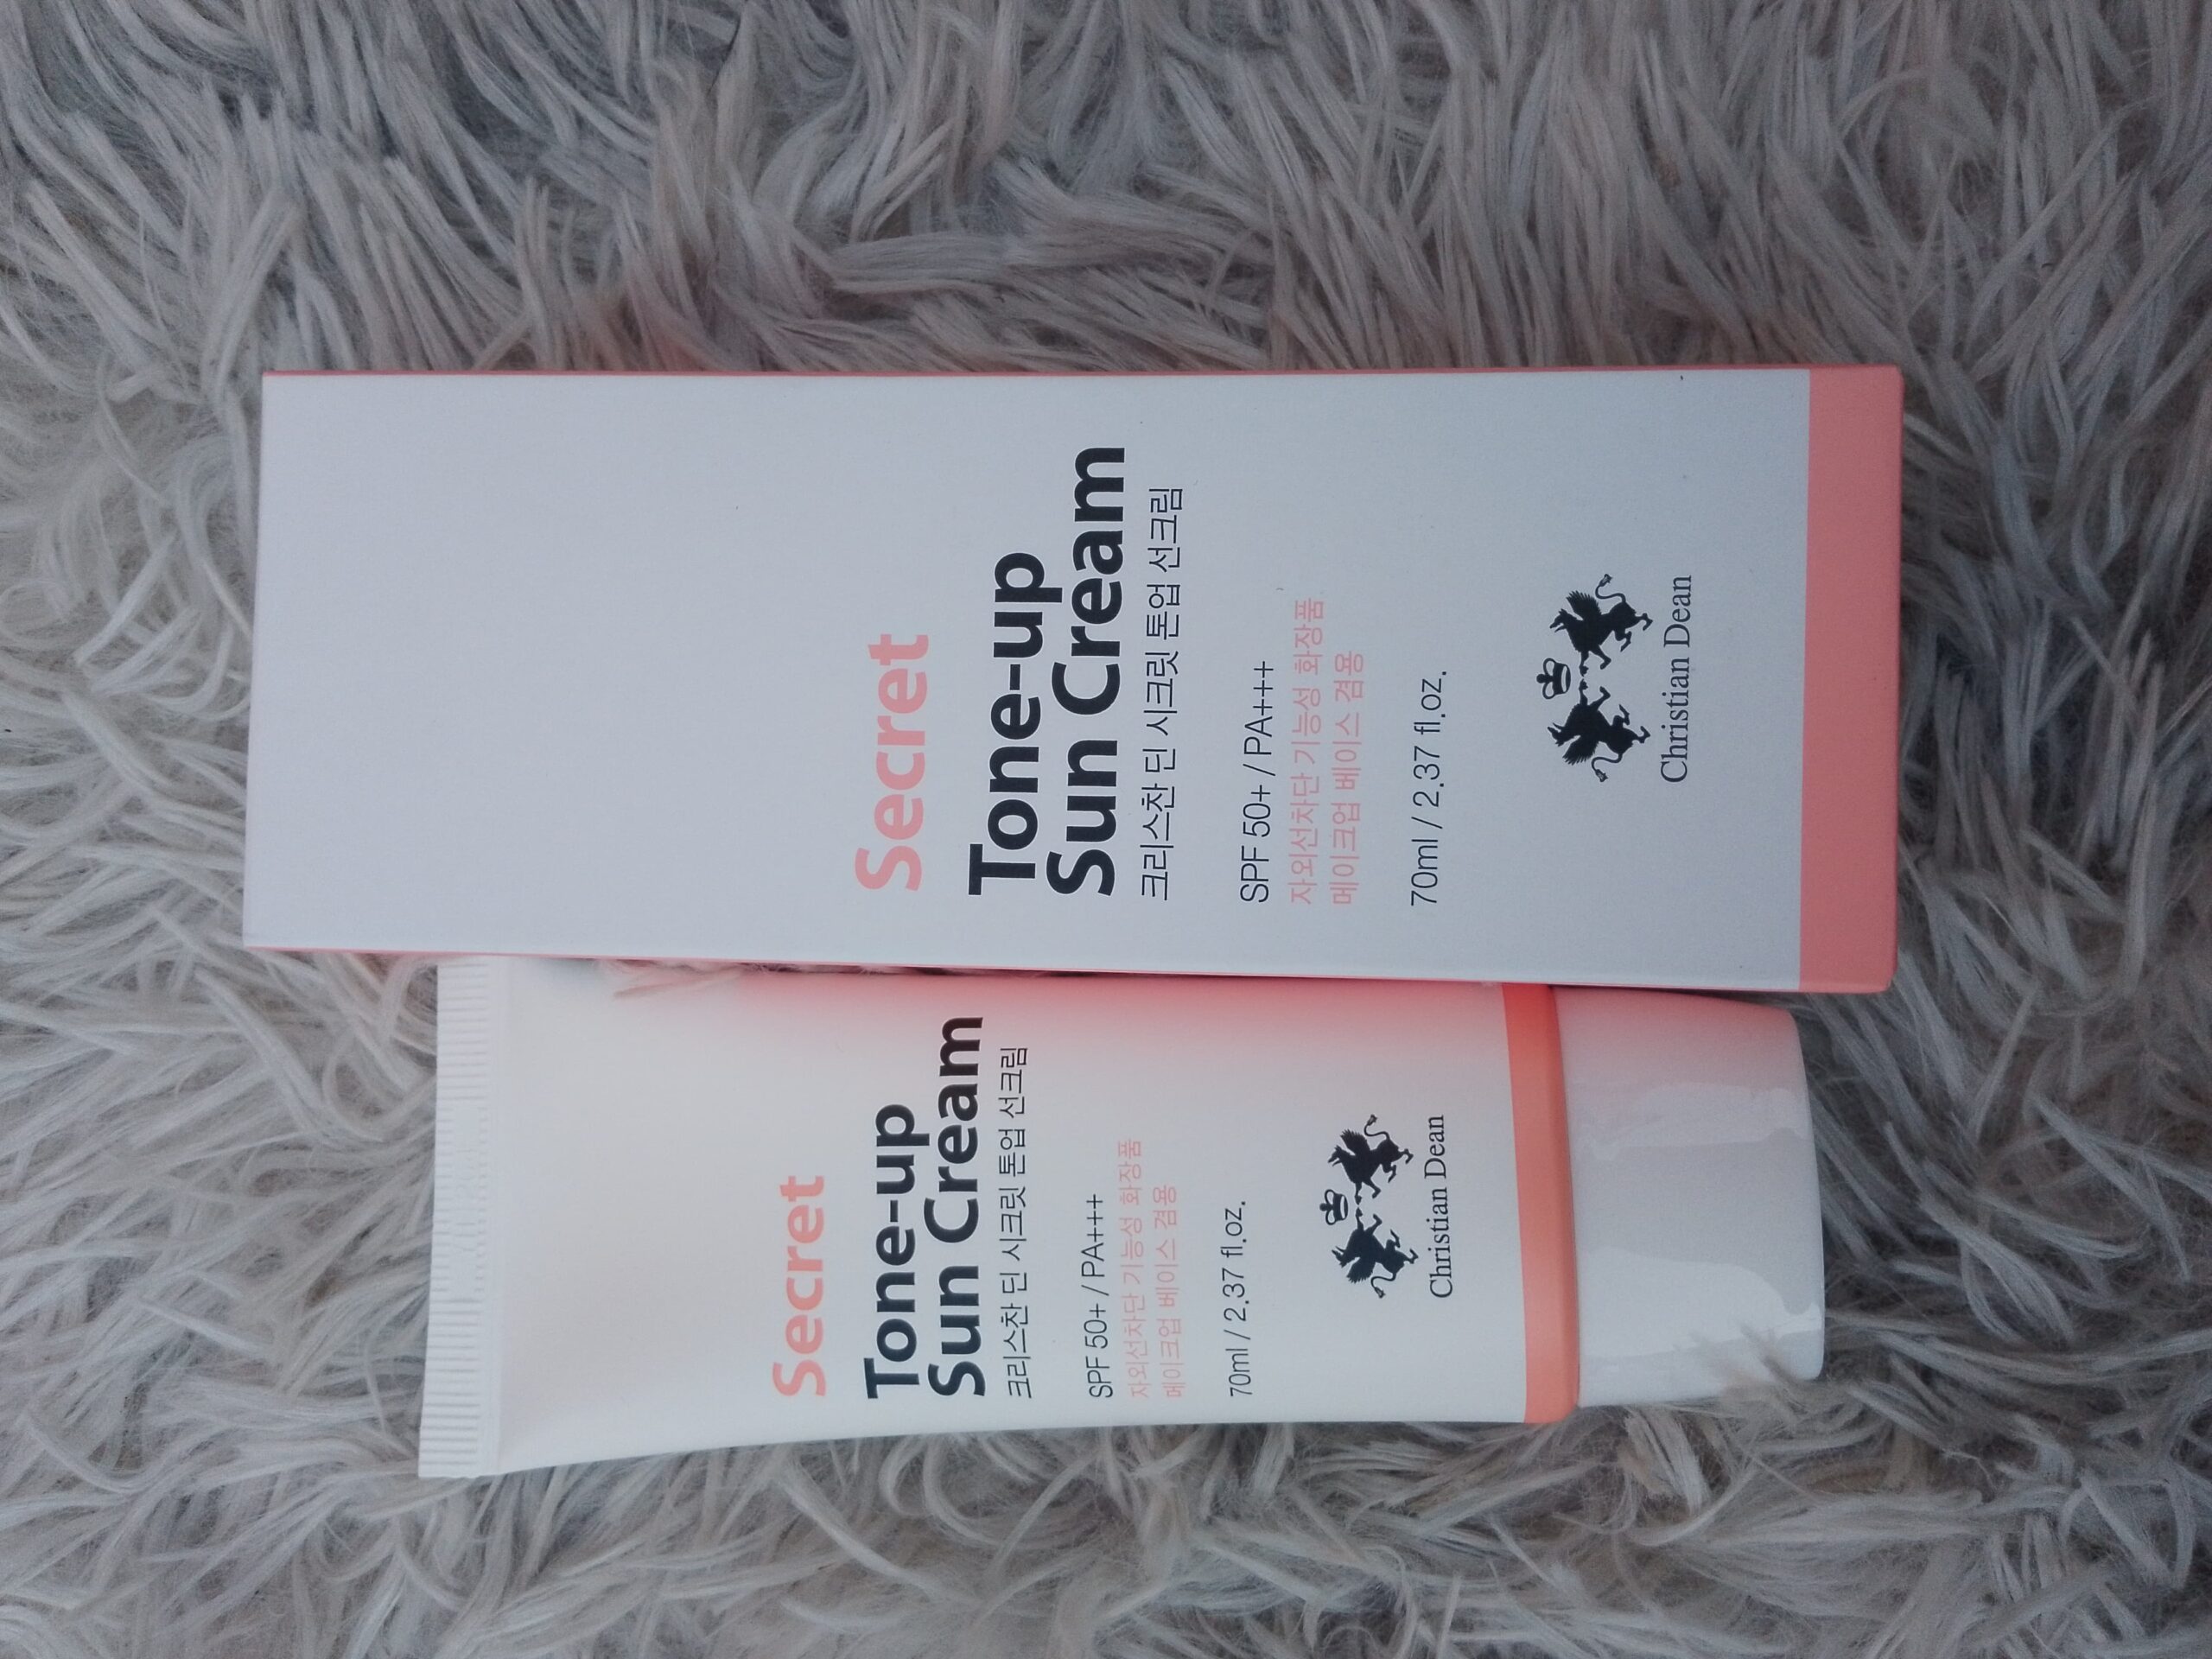 Secret
Tone-up
Sun Cream
크리스챤 딘 시크릿 톤업 선크림
SPF 50+ / PA+++
자외선차단 기능성 화장품
메이크업 베이스 겸용
70ml / 2.37 fl.oz.
Christian Dean
Secret
Tone-up
Sun Cream
크리스챤 딘 시크릿 톤업 선크림
SPF 50+ / PA+++
자외선차단 기능성 화장품
메이크업 베이스 겸용
70ml / 2.37 fl.oz.
Christian Dean